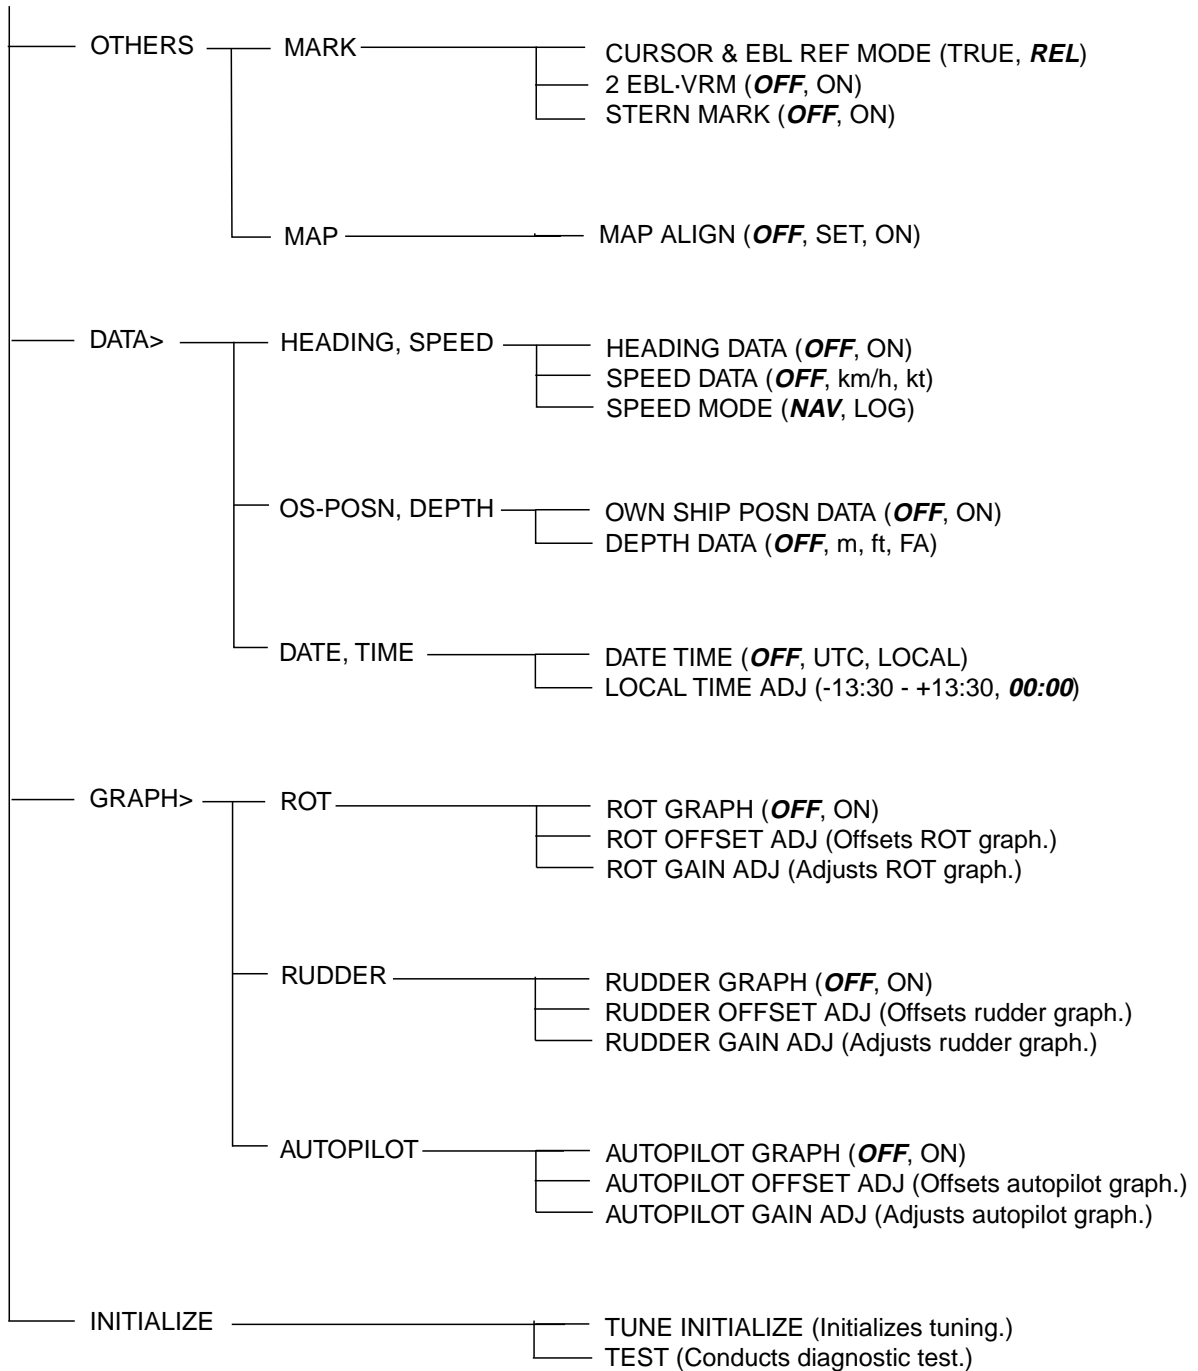 OTHERS MARK CURSOR & EBL REF MODE (TRUE, REL)
2 EBL·VRM (OFF, ON)
STERN MARK (OFF, ON)
MAP MAP ALIGN (OFF, SET, ON)
DATA> HEADING, SPEED HEADING DATA (OFF, ON)
SPEED DATA (OFF, km/h, kt)
SPEED MODE (NAV, LOG)
OS-POSN, DEPTH OWN SHIP POSN DATA (OFF, ON)
DEPTH DATA (OFF, m, ft, FA)
DATE, TIME DATE TIME (OFF, UTC, LOCAL)
LOCAL TIME ADJ (-13:30 - +13:30, 00:00)
GRAPH> ROT ROT GRAPH (OFF, ON)
ROT OFFSET ADJ (Offsets ROT graph.)
ROT GAIN ADJ (Adjusts ROT graph.)
RUDDER RUDDER GRAPH (OFF, ON)
RUDDER OFFSET ADJ (Offsets rudder graph.)
RUDDER GAIN ADJ (Adjusts rudder graph.)
AUTOPILOT AUTOPILOT GRAPH (OFF, ON)
AUTOPILOT OFFSET ADJ (Offsets autopilot graph.)
AUTOPILOT GAIN ADJ (Adjusts autopilot graph.)
INITIALIZE TUNE INITIALIZE (Initializes tuning.)
TEST (Conducts diagnostic test.)